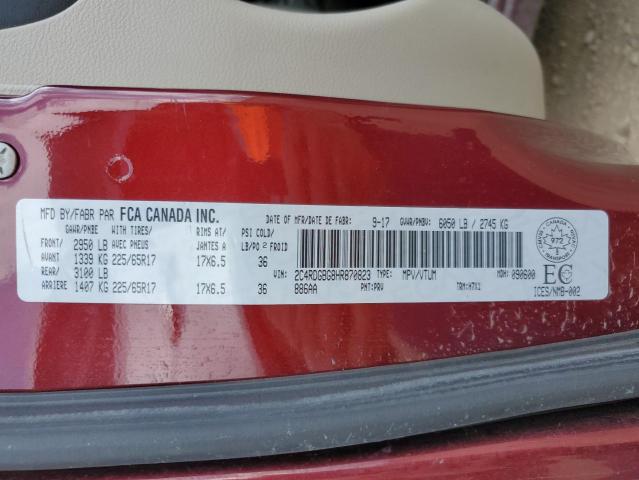 MFD BY/FABR PAR FCA CANADA INC. DATE OF MFR/DATE DE FABR: 9-17 GVWR/PNBV: 6050 LB / 2745 KG
GAWR/PNBE WITH TIRES/ RIMS AT/ PSI COLD/
FRONT/ 2950 LB AVEC PNEUS JANTES A LB/PO 2 FROID
AVANT 1339 KG 225/65R17 17X6.5 36 VIN: 2C4RDGBG8HR870823 TYPE: MPV/VTUM MDH: 090600
REAR/ 3100 LB
ARRIERE 1407 KG 225/65R17 17X6.5 36 886AA PNT: PRV TRM: H7X1
972
EC
ICES/NMB-002